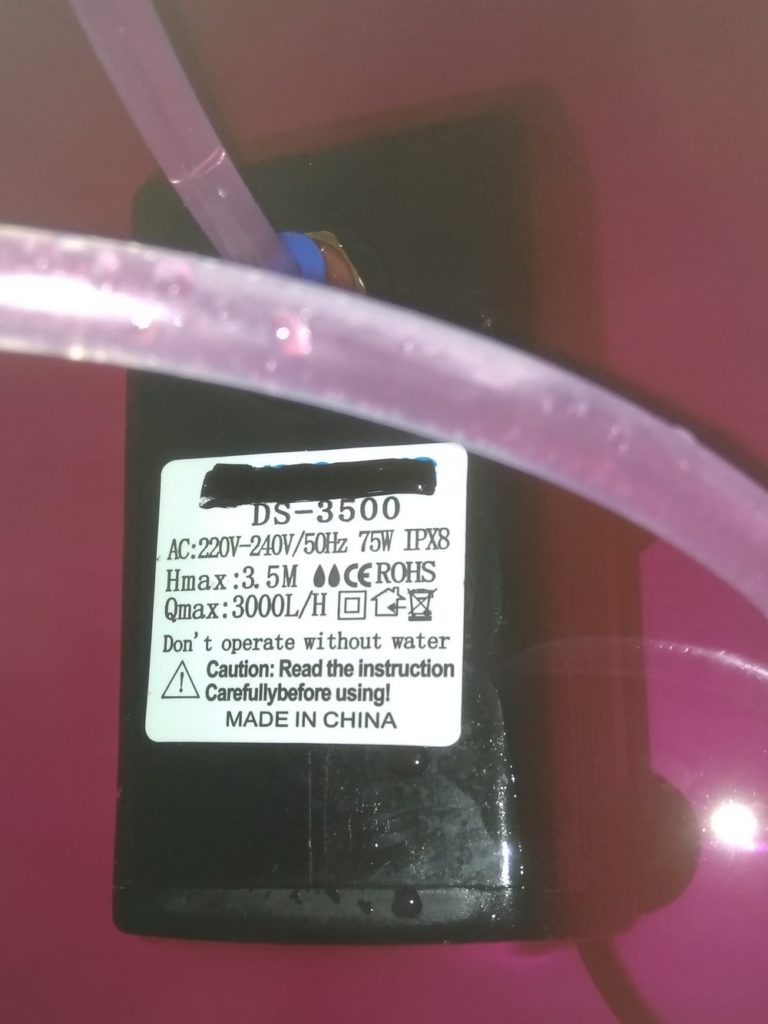 DS-3500
AC:220V-240V/50Hz 75W IPX8
Hmax:3.5M CE ROHS
Qmax:3000L/H
Don't operate without water
Caution: Read the instruction
Carefullybefore using!
MADE IN CHINA